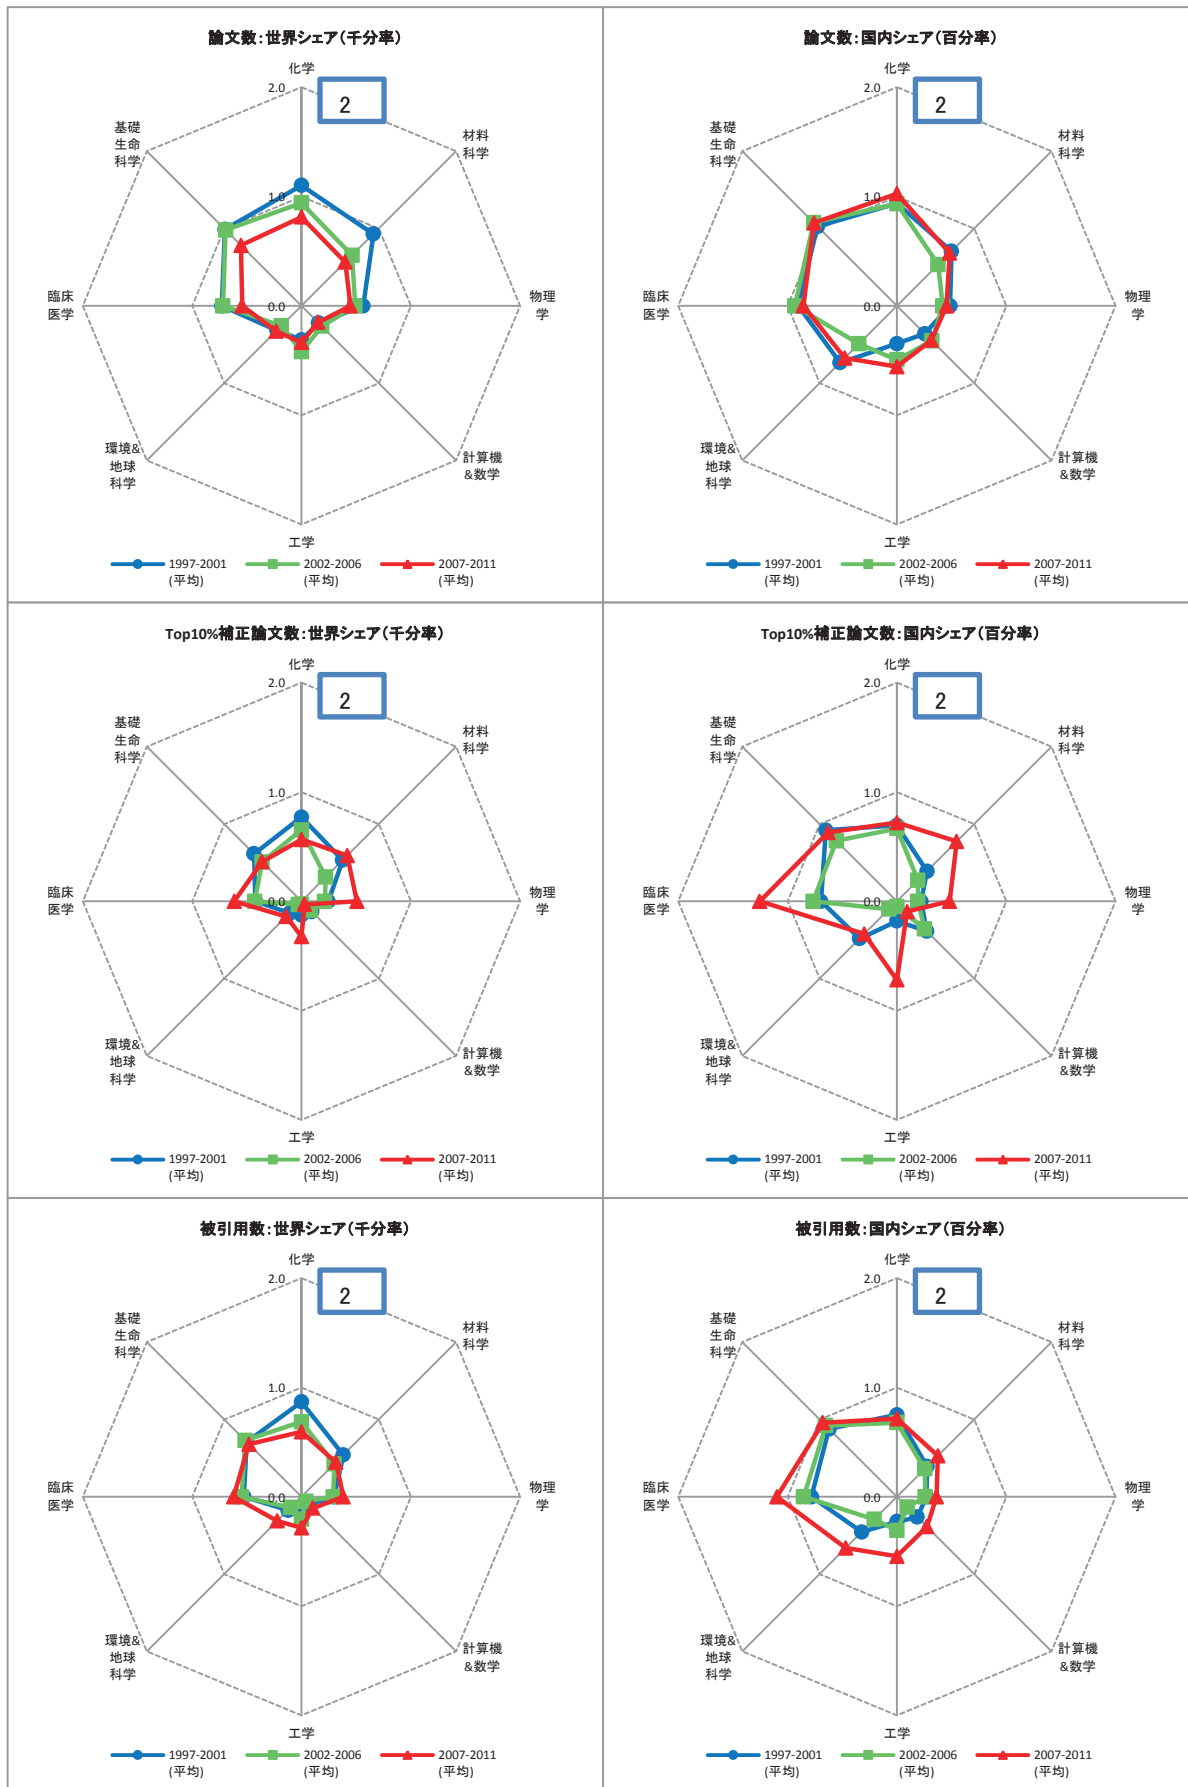 論文数：世界シェア（千分率）
化学
2.0
2
基礎
生命
科学
材料
科学
1.0
臨床
医学
0.0
物理
学
環境&
地球
科学
計算機
&数学
工学
1997-2001
(平均)
2002-2006
(平均)
2007-2011
(平均)
論文数：国内シェア（百分率）
化学
2.0
2
基礎
生命
科学
材料
科学
1.0
臨床
医学
0.0
物理
学
環境&
地球
科学
計算機
&数学
工学
1997-2001
(平均)
2002-2006
(平均)
2007-2011
(平均)
Top10%補正論文数：世界シェア（千分率）
化学
2.0
2
基礎
生命
科学
材料
科学
1.0
臨床
医学
0.0
物理
学
環境&
地球
科学
計算機
&数学
工学
1997-2001
(平均)
2002-2006
(平均)
2007-2011
(平均)
Top10%補正論文数：国内シェア（百分率）
化学
2.0
2
基礎
生命
科学
材料
科学
1.0
臨床
医学
0.0
物理
学
環境&
地球
科学
計算機
&数学
工学
1997-2001
(平均)
2002-2006
(平均)
2007-2011
(平均)
被引用数：世界シェア（千分率）
化学
2.0
2
基礎
生命
科学
材料
科学
1.0
臨床
医学
0.0
物理
学
環境&
地球
科学
計算機
&数学
工学
1997-2001
(平均)
2002-2006
(平均)
2007-2011
(平均)
被引用数：国内シェア（百分率）
化学
2.0
2
基礎
生命
科学
材料
科学
1.0
臨床
医学
0.0
物理
学
環境&
地球
科学
計算機
&数学
工学
1997-2001
(平均)
2002-2006
(平均)
2007-2011
(平均)